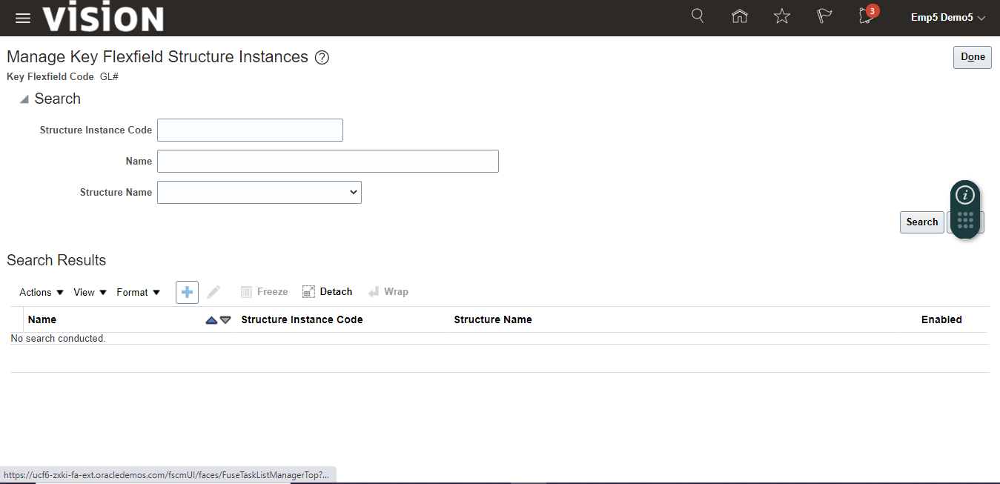 VISION
3
Emp5 Demo5
Manage Key Flexfield Structure Instances ?
Done
Key Flexfield Code GL#
Search
Structure Instance Code
Name
Structure Name
i
Search
Search Results
Actions View Format Freeze Detach Wrap
Name Structure Instance Code Structure Name Enabled
No search conducted.
https://ucf6-zxki-fa-ext.oracledemos.com/fscmUI/faces/FuseTaskListManagerTop?...